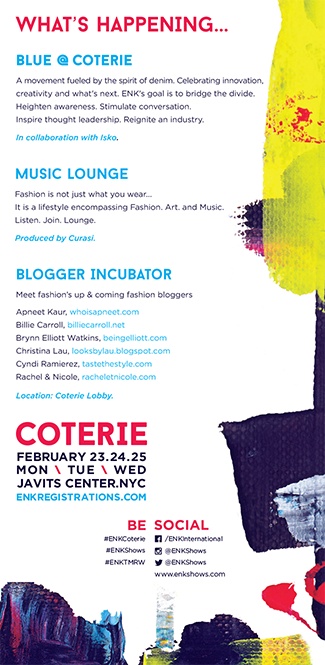 WHAT'S HAPPENING...
BLUE @ COTERIE
A movement fueled by the spirit of denim. Celebrating innovation,
creativity and what's next. ENK's goal is to bridge the divide.
Heighten awareness. Stimulate conversation.
Inspire thought leadership. Reignite an industry.
In collaboration with Isko.
MUSIC LOUNGE
Fashion is not just what you wear...
It is a lifestyle encompassing Fashion. Art. and Music.
Listen. Join. Lounge.
Produced by Curasi.
BLOGGER INCUBATOR
Meet fashion's up & coming fashion bloggers
Apneet Kaur, whoisapneet.com
Billie Carroll, billiecarroll.net
Brynn Elliott Watkins, beingelliott.com
Christina Lau, looksbylau.blogspot.com
Cyndi Ramierez, tastethestyle.com
Rachel & Nicole, racheletnicole.com
Location: Coterie Lobby.
COTERIE
FEBRUARY 23.24.25
MON \ TUE \ WED
JAVITS CENTER.NYC
ENKREGISTRATIONS.COM
BE SOCIAL
#ENKCoterie /ENKInternational
#ENKShows @ENKShows
#ENKTMRW @ENKShows
www.enkshows.com